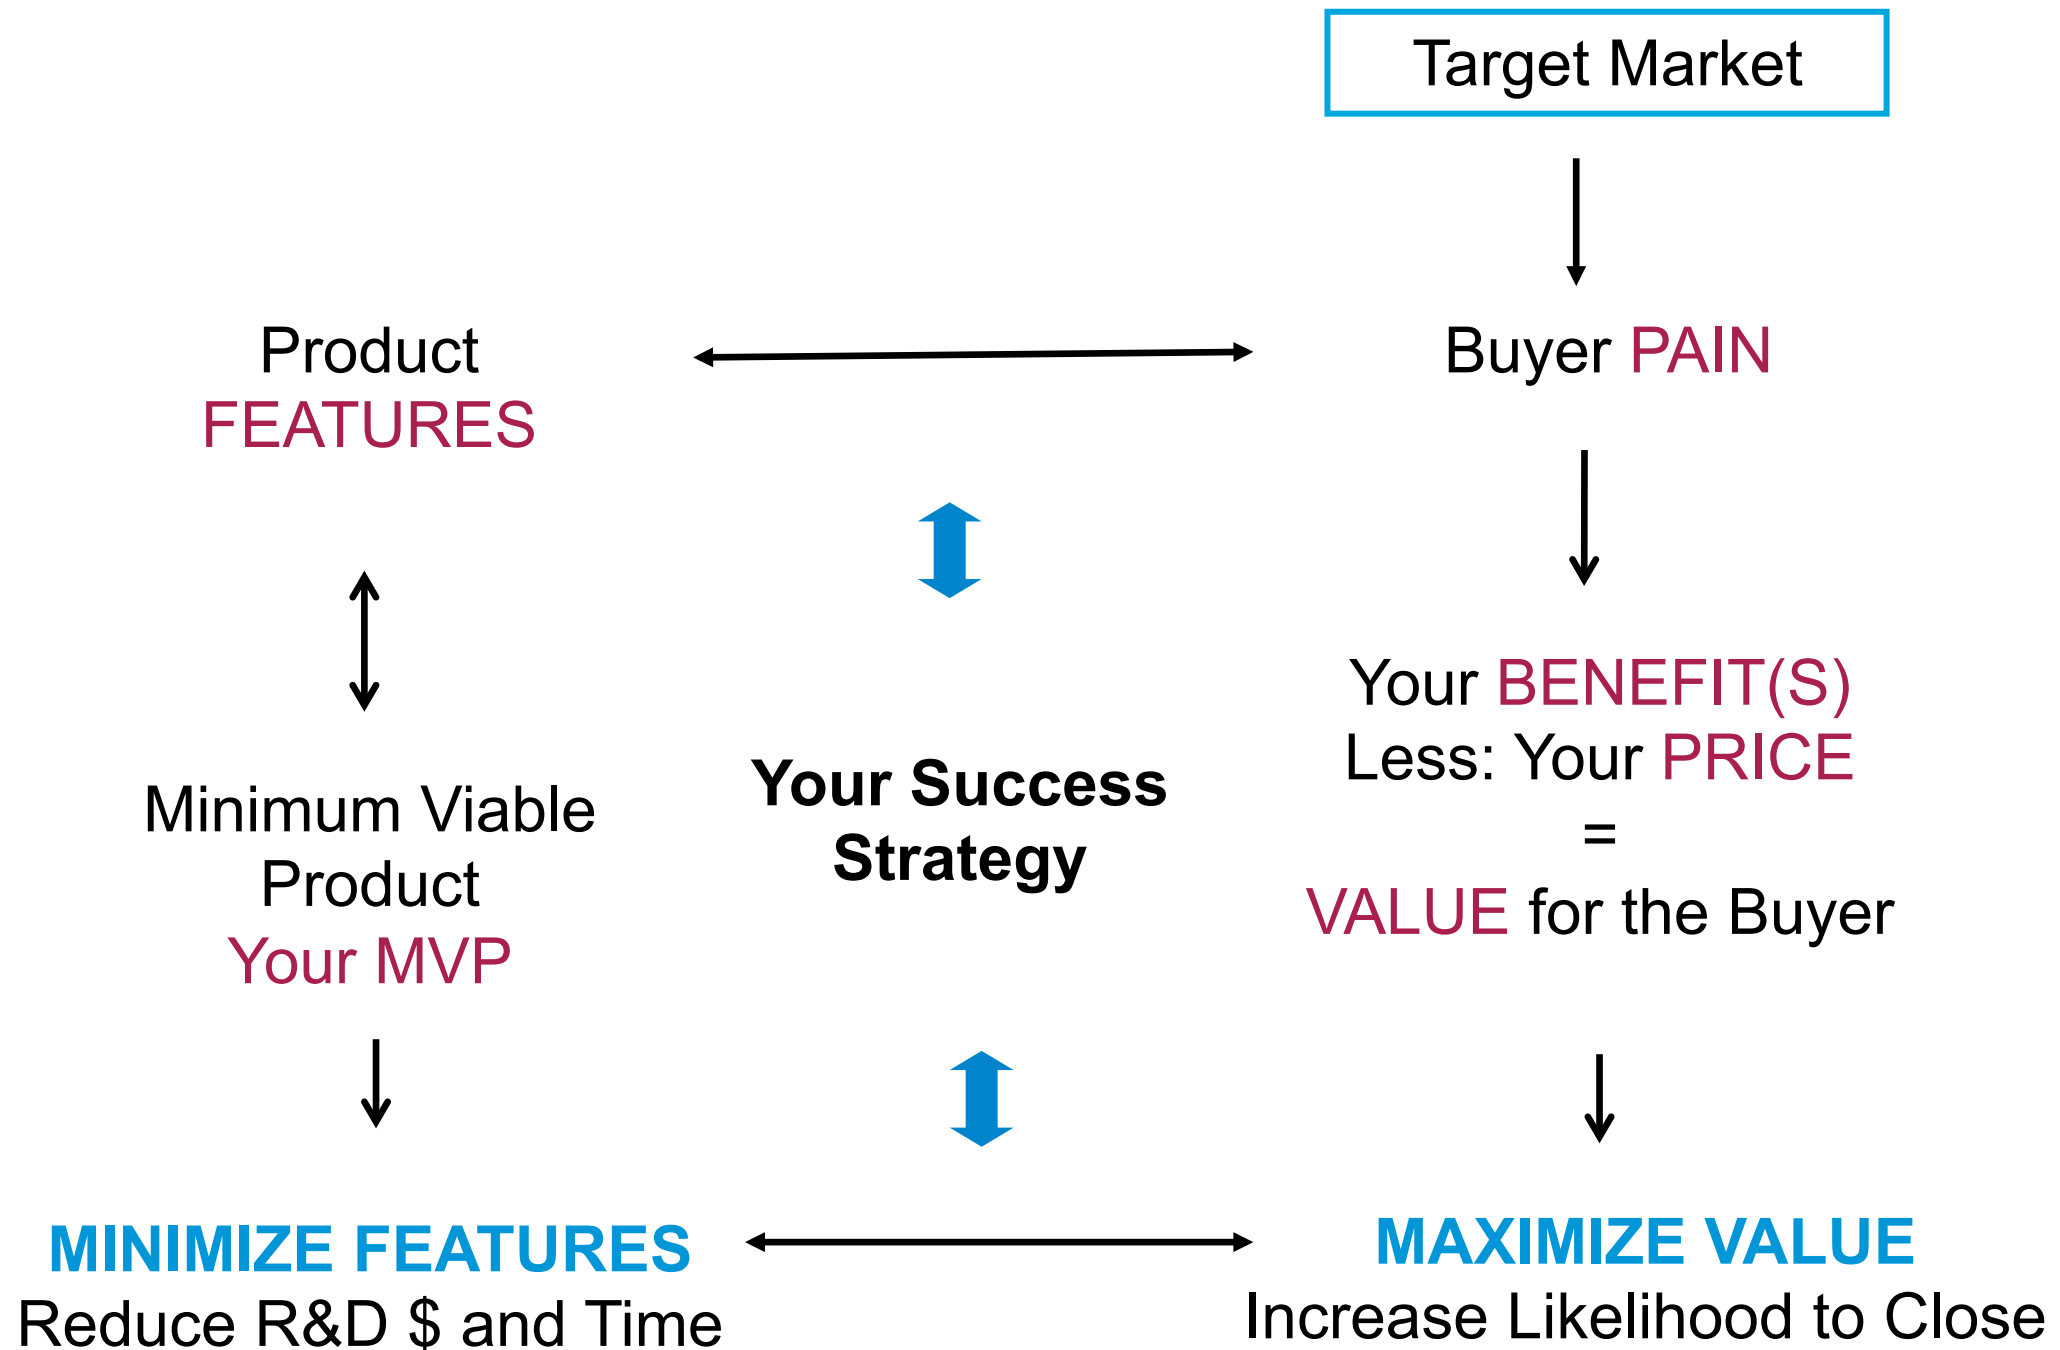 Target Market
Product
FEATURES
Buyer PAIN
Your BENEFIT(S)
Less: Your PRICE
=
VALUE for the Buyer
Your Success
Strategy
Minimum Viable
Product
Your MVP
MINIMIZE FEATURES
Reduce R&D $ and Time
MAXIMIZE VALUE
Increase Likelihood to Close